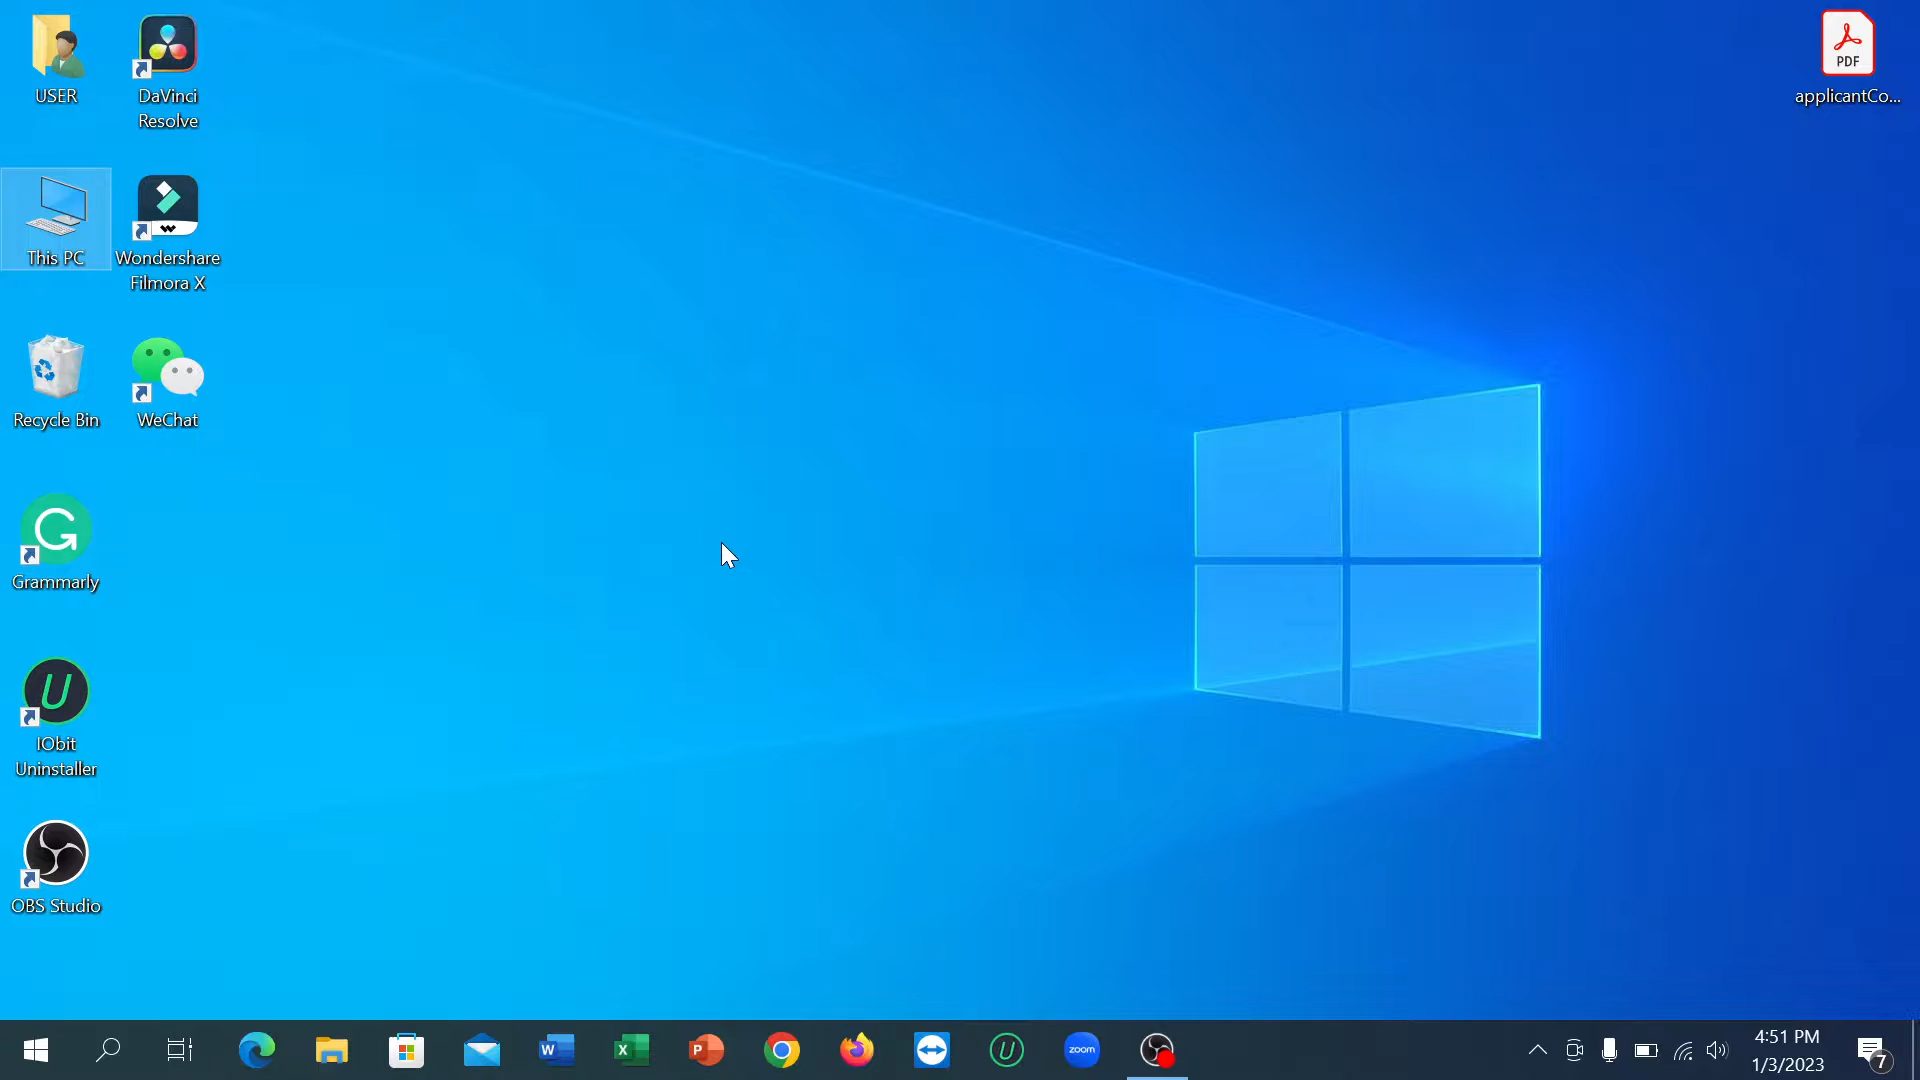 USER
DaVinci
Resolve
PDF
applicantCo...
This PC
Wondershare
Filmora X
Recycle Bin
WeChat
G
Grammarly
U
IObit
Uninstaller
OBS Studio
W
X
P
U
zoom
4:51 PM
1/3/2023
7